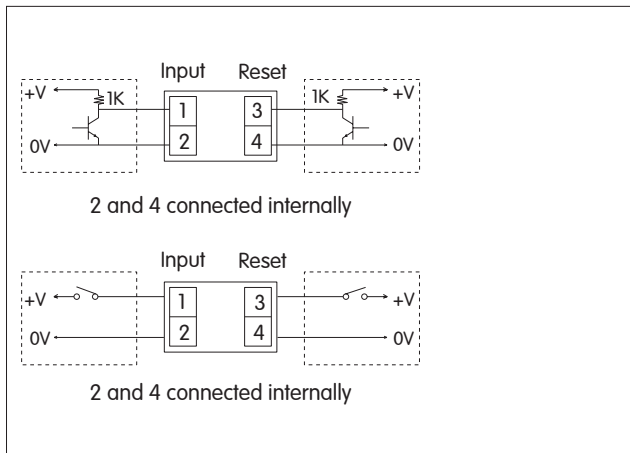 Input Reset
+V 1K 1 3 1K +V
0V 2 4 0V
2 and 4 connected internally
Input Reset
+V 1 3 +V
0V 2 4 0V
2 and 4 connected internally